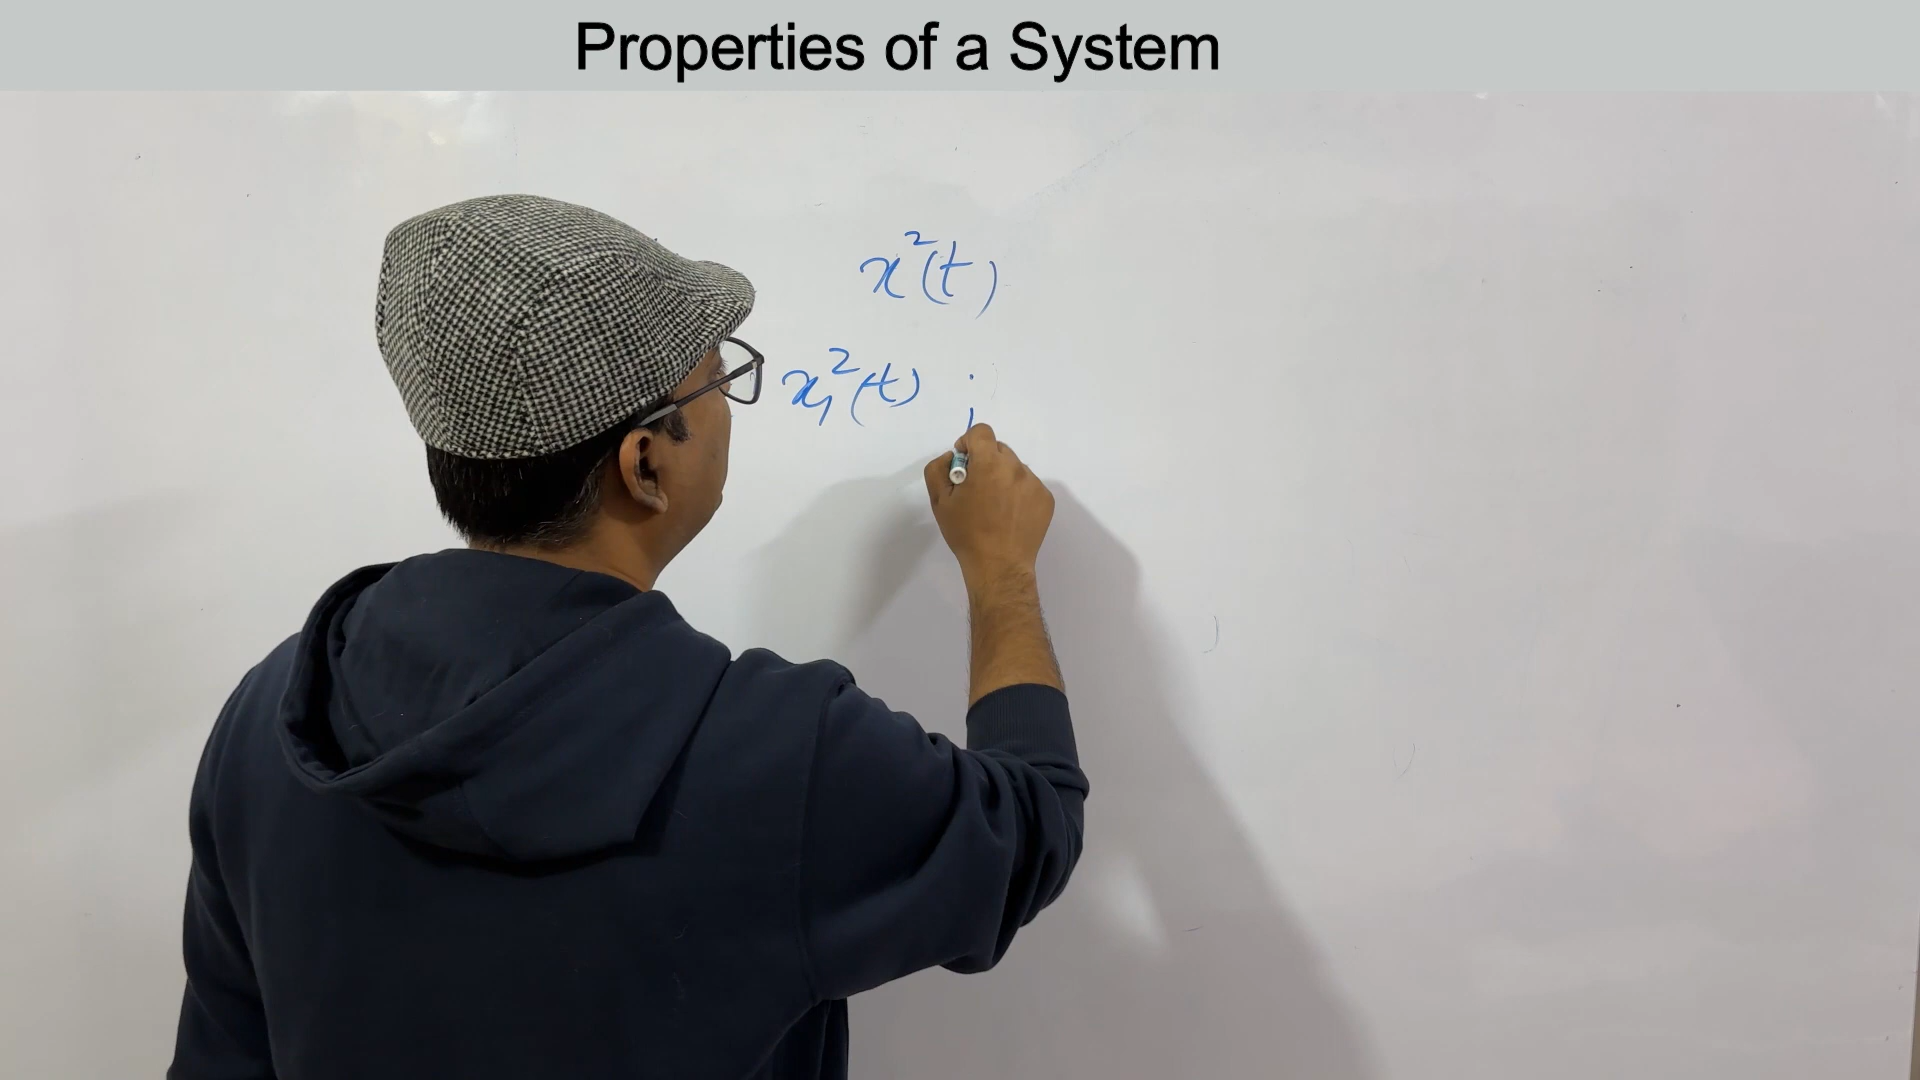 Properties of a System
x²(t)
x₁²(t) ;